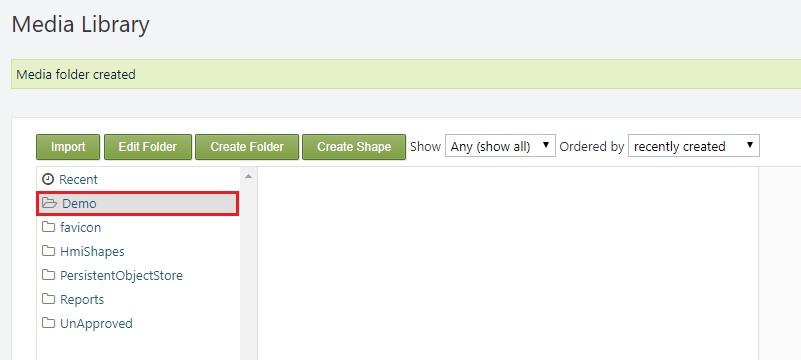 Media Library
Media folder created
Import Edit Folder Create Folder Create Shape Show Any (show all) Ordered by recently created
Recent
Demo
favicon
HmiShapes
PersistentObjectStore
Reports
UnApproved